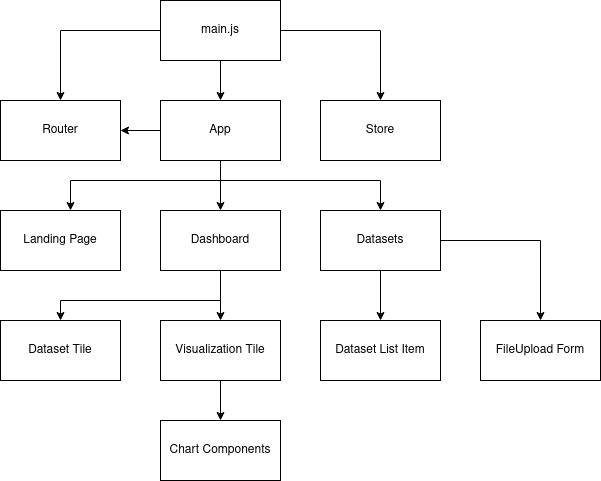 main.js
Router
App
Store
Landing Page
Dashboard
Datasets
Dataset Tile
Visualization Tile
Dataset List Item
FileUpload Form
Chart Components